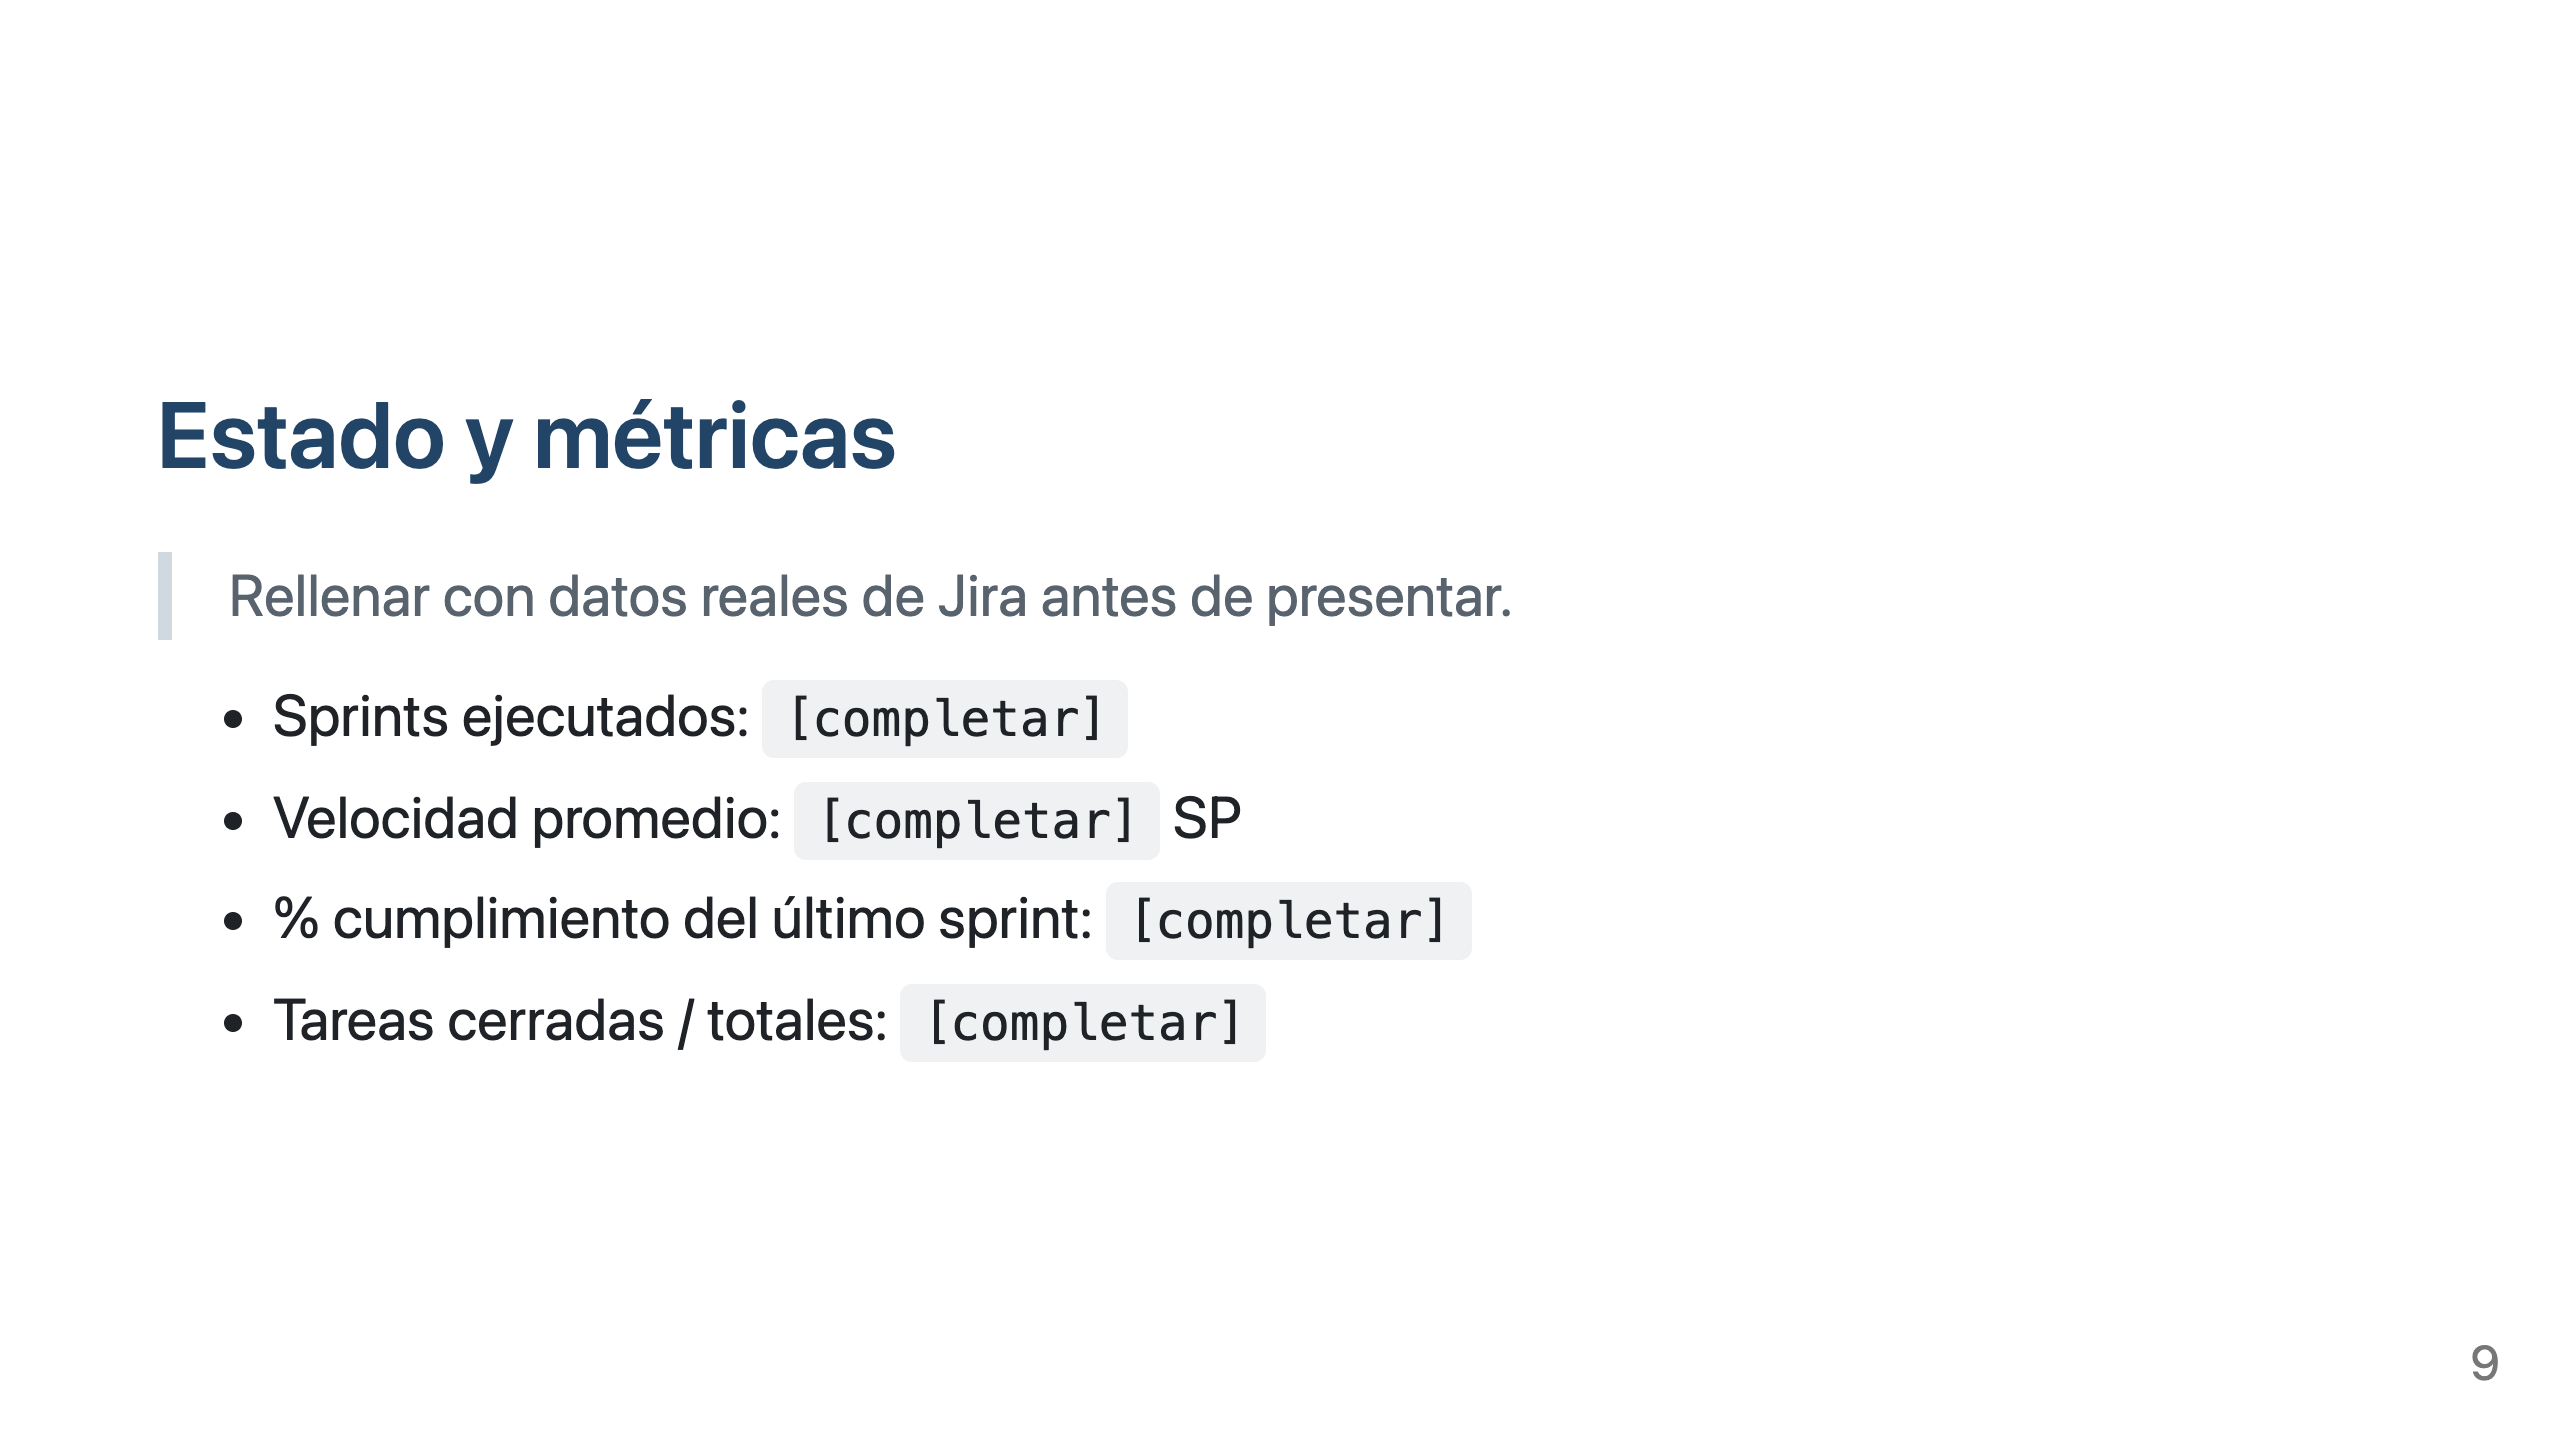 Estado y métricas
Rellenar con datos reales de Jira antes de presentar.
• Sprints ejecutados: [completar]
• Velocidad promedio: [completar] SP
• % cumplimiento del último sprint: [completar]
• Tareas cerradas / totales: [completar]
9